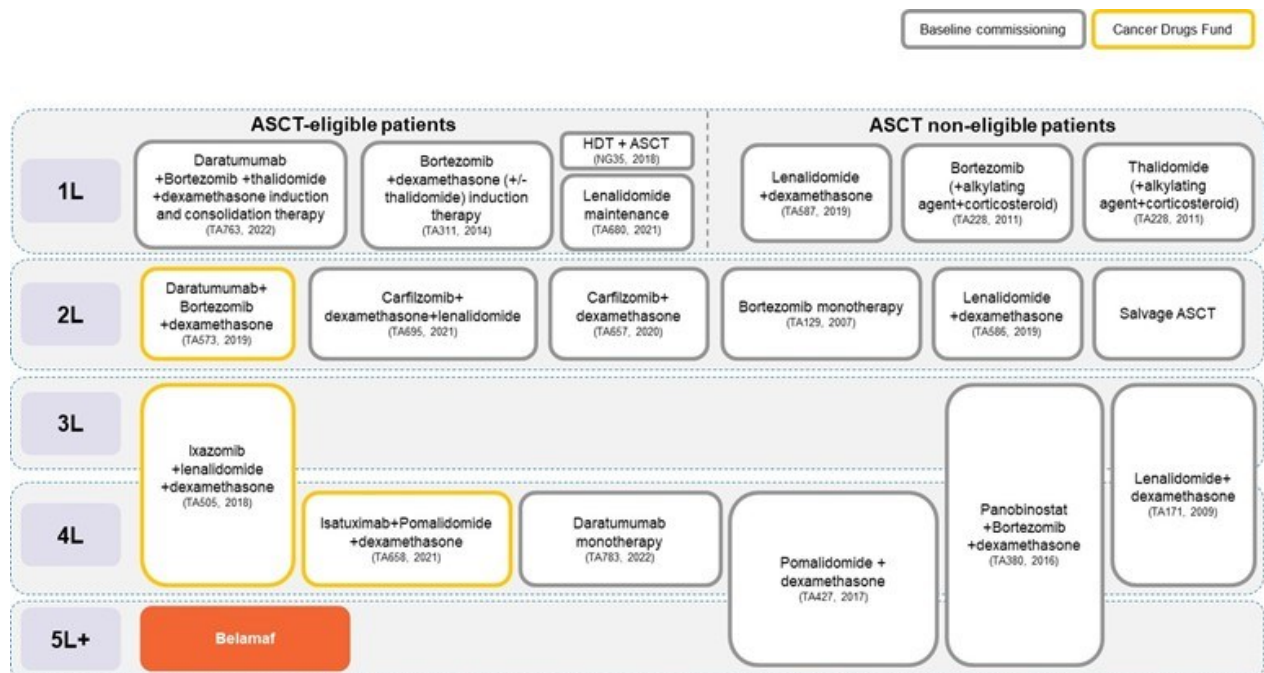 Baseline commissioning
Cancer Drugs Fund
ASCT-eligible patients
ASCT non-eligible patients
1L
Daratumumab
+Bortezomib +thalidomide
+dexamethasone induction
and consolidation therapy
(TA763, 2022)
Bortezomib
+dexamethasone (+/-
thalidomide) induction
therapy
(TA311, 2014)
HDT + ASCT
(NG35, 2018)
Lenalidomide
maintenance
(TA680, 2021)
Lenalidomide
+dexamethasone
(TA587, 2019)
Bortezomib
(+alkylating
agent+corticosteroid)
(TA228, 2011)
Thalidomide
(+alkylating
agent+corticosteroid)
(TA228, 2011)
2L
Daratumumab+
Bortezomib
+dexamethasone
(TA573, 2019)
Carfilzomib+
dexamethasone+lenalidomide
(TA695, 2021)
Carfilzomib+
dexamethasone
(TA657, 2020)
Bortezomib monotherapy
(TA129, 2007)
Lenalidomide
+dexamethasone
(TA586, 2019)
Salvage ASCT
3L
Ixazomib
+lenalidomide
+dexamethasone
(TA505, 2018)
Panobinostat
+Bortezomib
+dexamethasone
(TA380, 2016)
Lenalidomide+
dexamethasone
(TA171, 2009)
4L
Isatuximab+Pomalidomide
+dexamethasone
(TA658, 2021)
Daratumumab
monotherapy
(TA783, 2022)
Pomalidomide +
dexamethasone
(TA427, 2017)
5L+
Belamaf